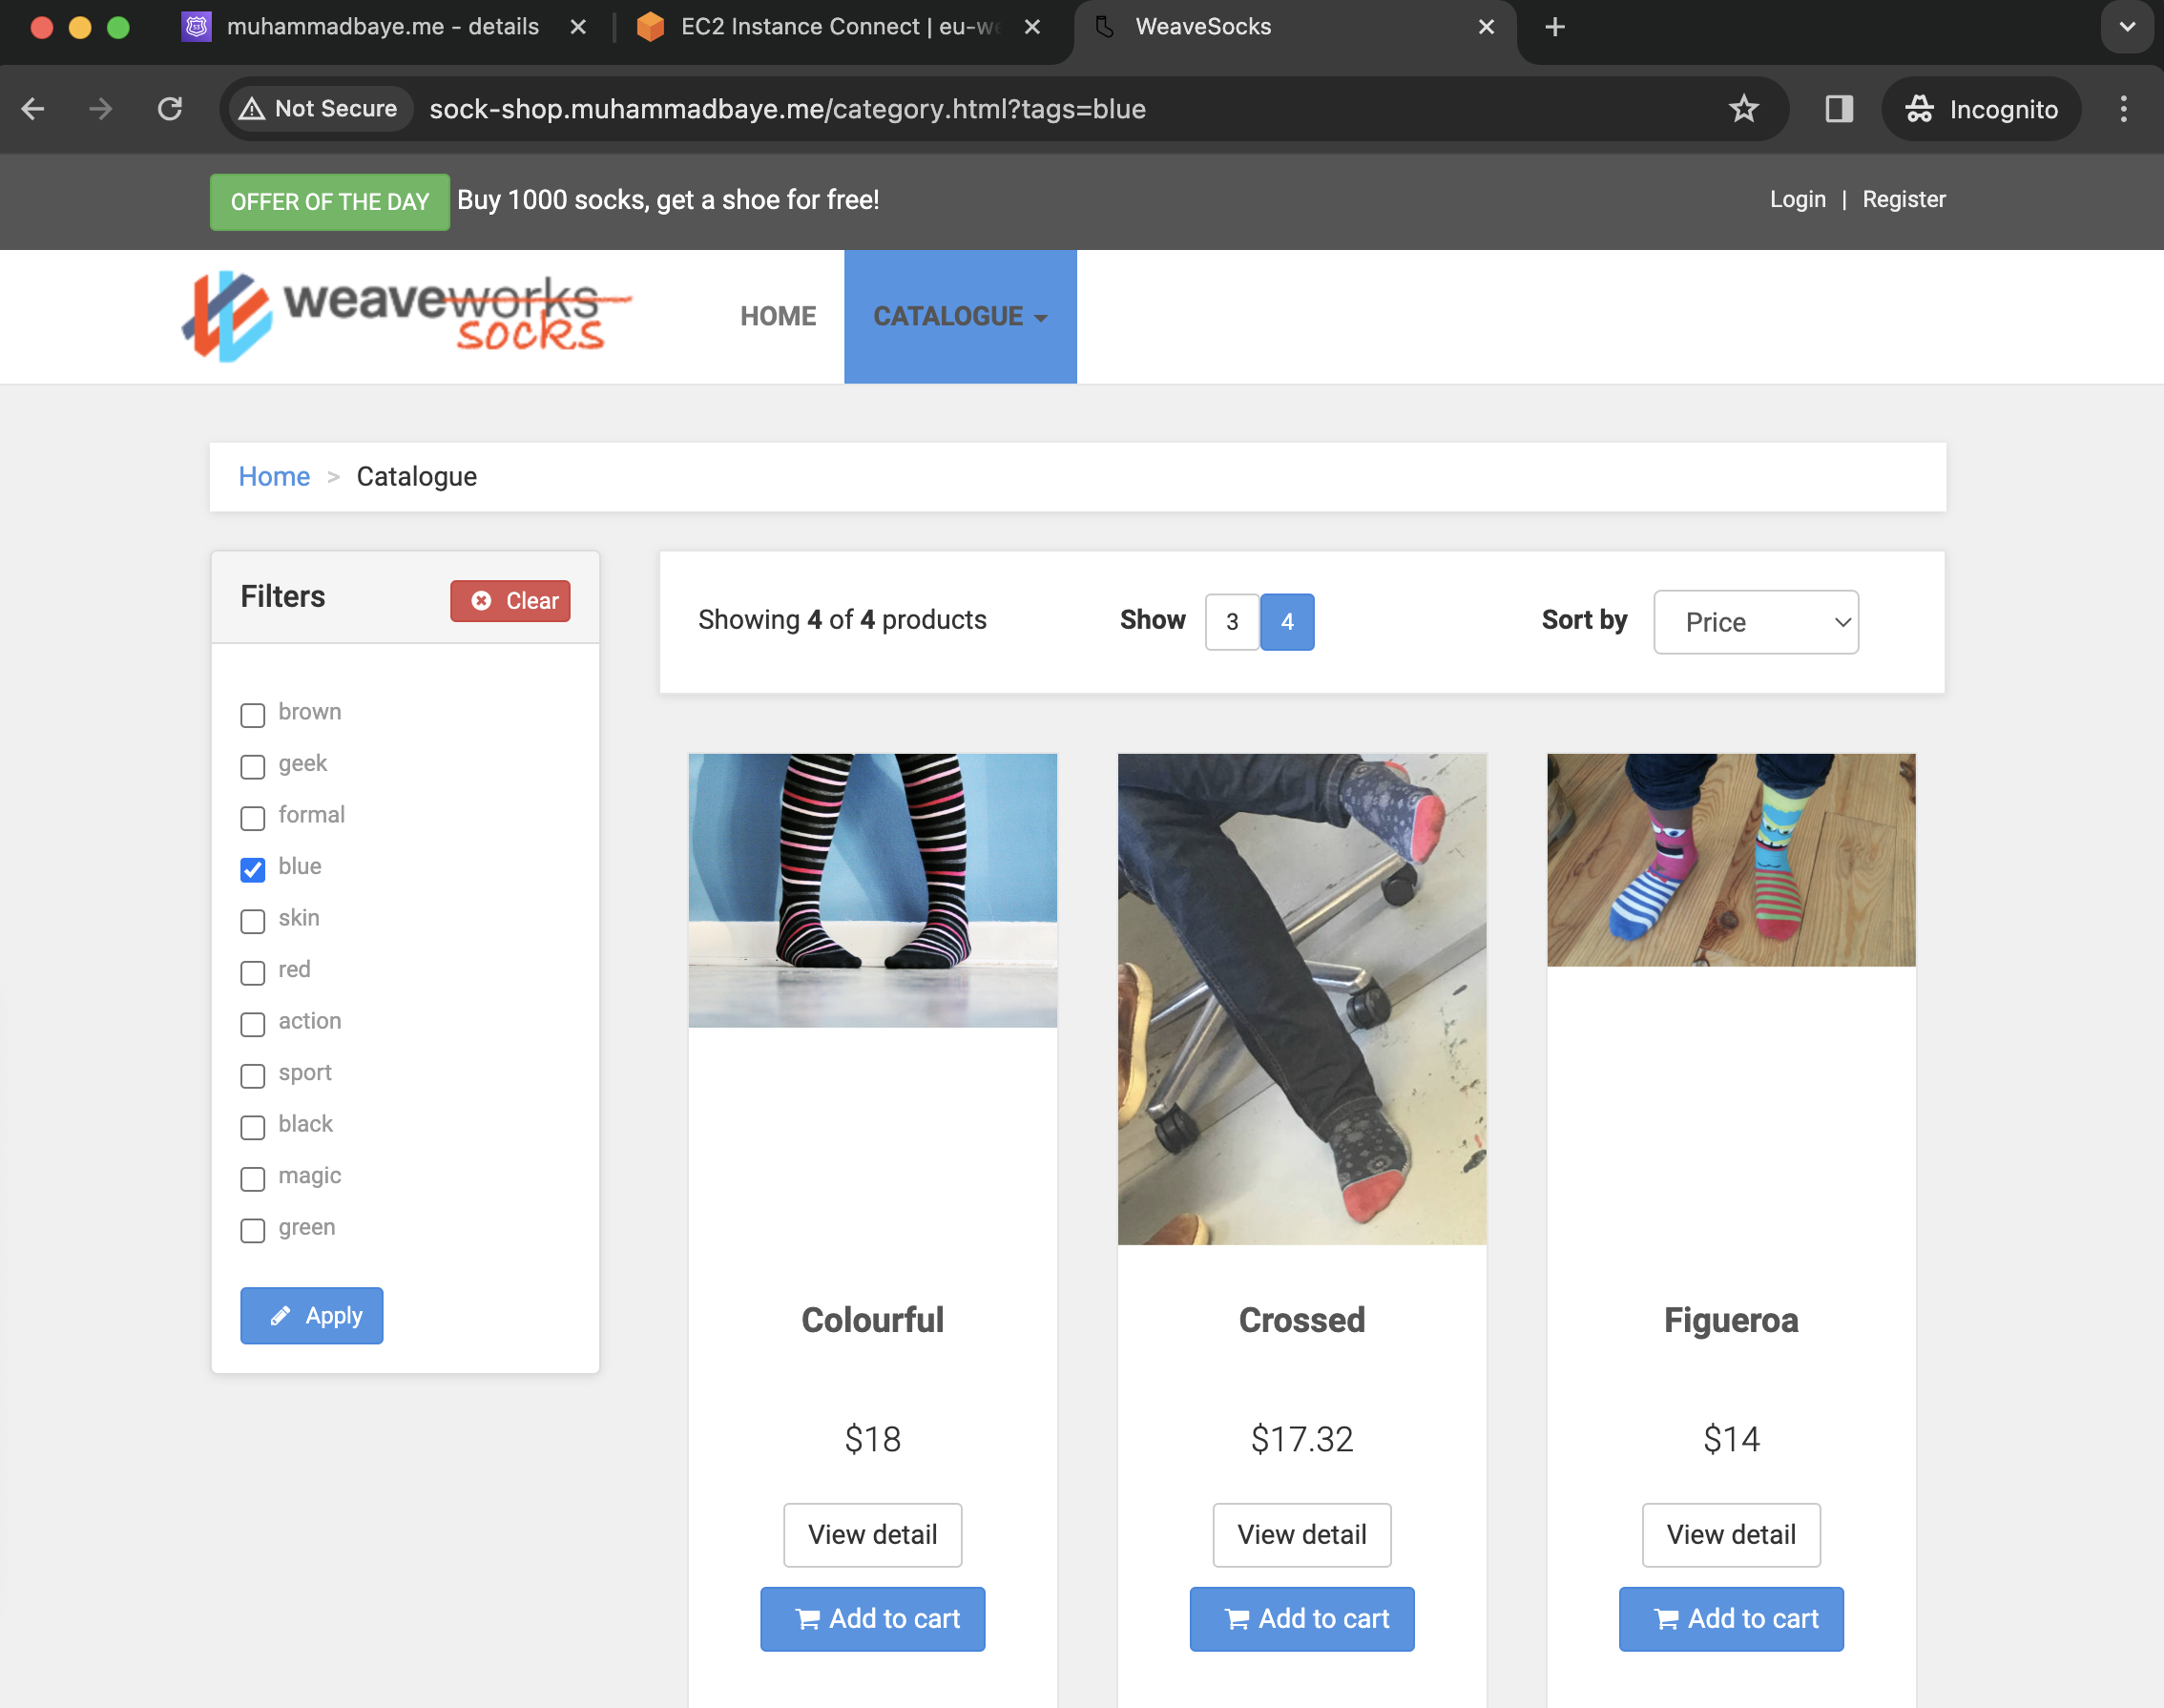 muhammadbaye.me - details
EC2 Instance Connect | eu-we
WeaveSocks
Not Secure
sock-shop.muhammadbaye.me/category.html?tags=blue
Incognito
OFFER OF THE DAY Buy 1000 socks, get a shoe for free!
Login | Register
weaveworks
socks
HOME
CATALOGUE
Home > Catalogue
Filters
Clear
brown
geek
formal
blue
skin
red
action
sport
black
magic
green
Apply
Showing 4 of 4 products
Show 3 4
Sort by Price
Colourful
$18
View detail
Add to cart
Crossed
$17.32
View detail
Add to cart
Figueroa
$14
View detail
Add to cart